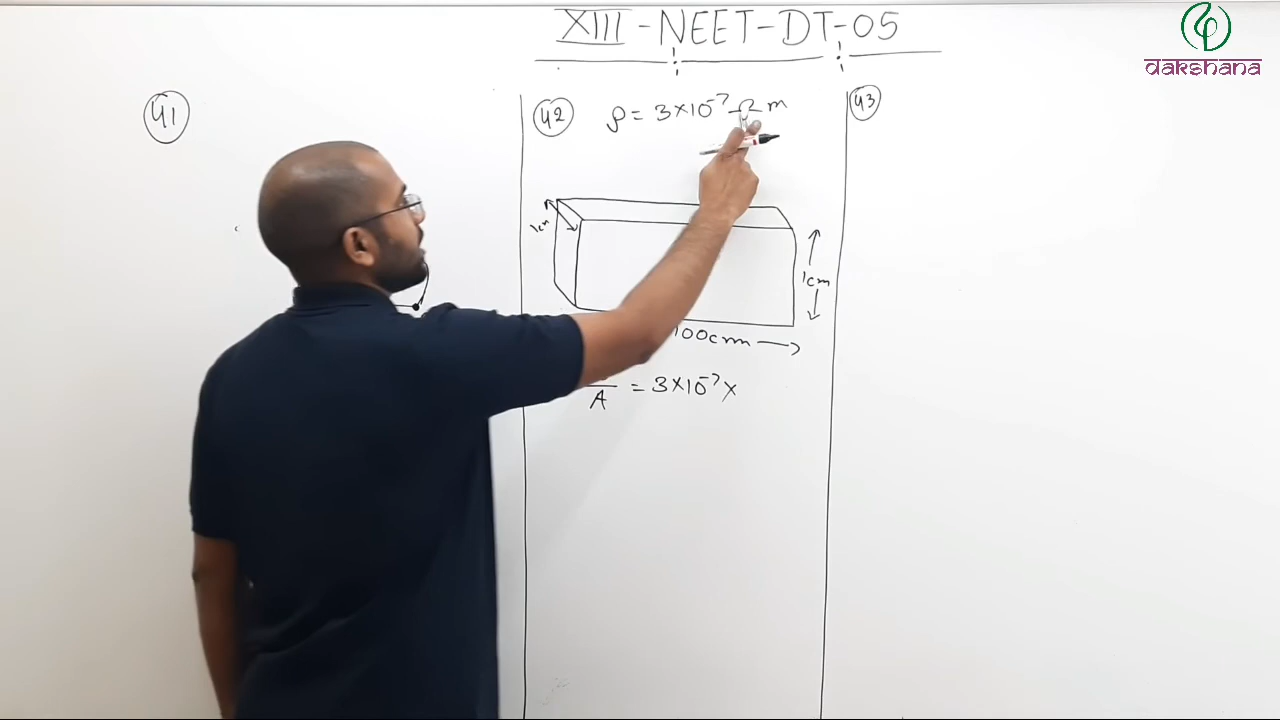 XIII - NEET - DT - 05
dakshana
41
42
ρ = 3×10⁻⁷ Ω m
43
1cm
1cm
100cm
A = 3×10⁻⁷ ×